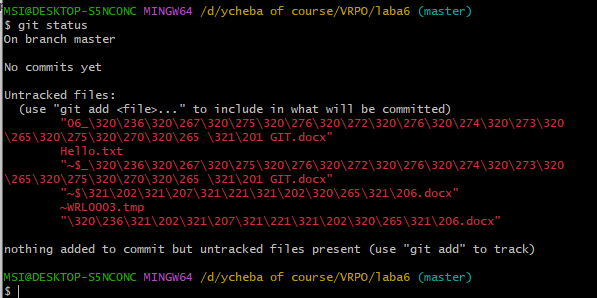 MSI@DESKTOP-S5NCONC MINGW64 /d/ycheba of course/VRPO/laba6 (master)
$ git status
On branch master
No commits yet
Untracked files:
(use "git add <file>..." to include in what will be committed)
"06_\320\236\320\267\320\275\320\276\320\272\320\276\320\274\320\273\320
\265\320\275\320\270\320\265 \321\201 GIT.docx"
Hello.txt
"~$_\320\236\320\267\320\275\320\276\320\272\320\276\320\274\320\273\320
\265\320\275\320\270\320\265 \321\201 GIT.docx"
"~$\321\202\321\207\321\221\321\202\320\265\321\206.docx"
~WRL0003.tmp
"\320\236\321\202\321\207\321\221\321\202\320\265\321\206.docx"
nothing added to commit but untracked files present (use "git add" to track)
MSI@DESKTOP-S5NCONC MINGW64 /d/ycheba of course/VRPO/laba6 (master)
$